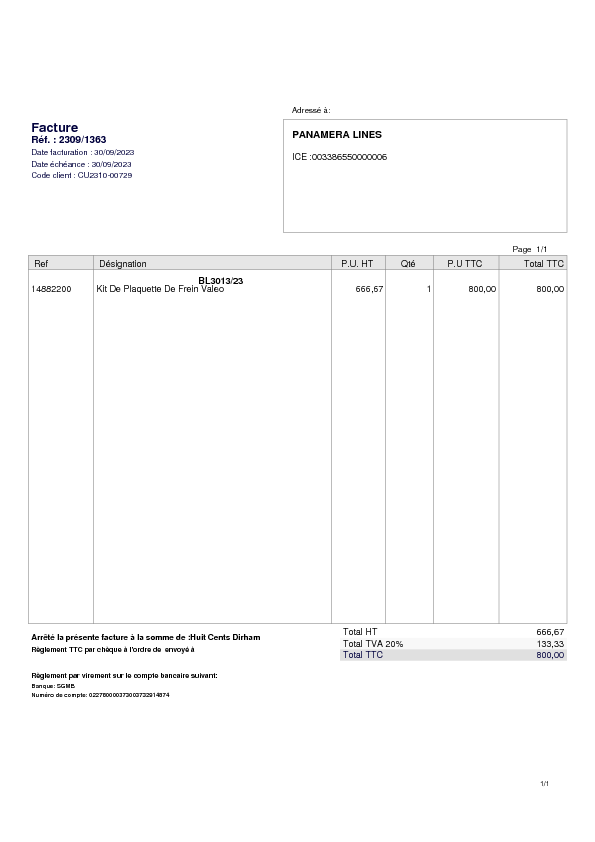 Adressé à:
Facture
Réf. : 2309/1363
Date facturation : 30/09/2023
Date échéance : 30/09/2023
Code client : CU2310-00729
PANAMERA LINES
ICE :003386550000006
Page 1/1
Ref Désignation P.U. HT Qté P.U TTC Total TTC
BL3013/23
14882200 Kit De Plaquette De Frein Valeo 666,67 1 800,00 800,00
Total HT 666,67
Arrêté la présente facture à la somme de :Huit Cents Dirham
Total TVA 20% 133,33
Règlement TTC par chèque à l'ordre de envoyé à
Total TTC 800,00
Règlement par virement sur le compte bancaire suivant:
Banque: SGMB
Numéro de compte:
1/1